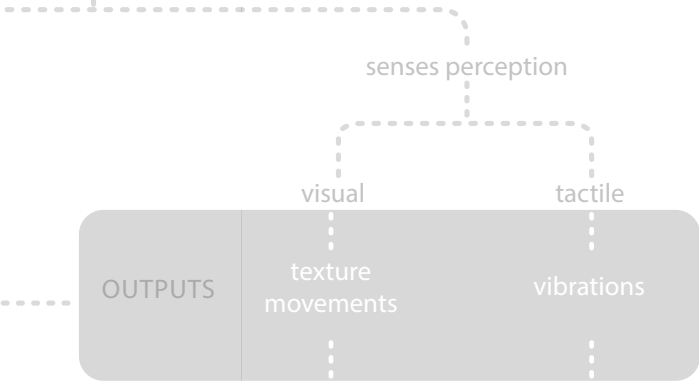 senses perception
visual
tactile
OUTPUTS
texture
movements
vibrations